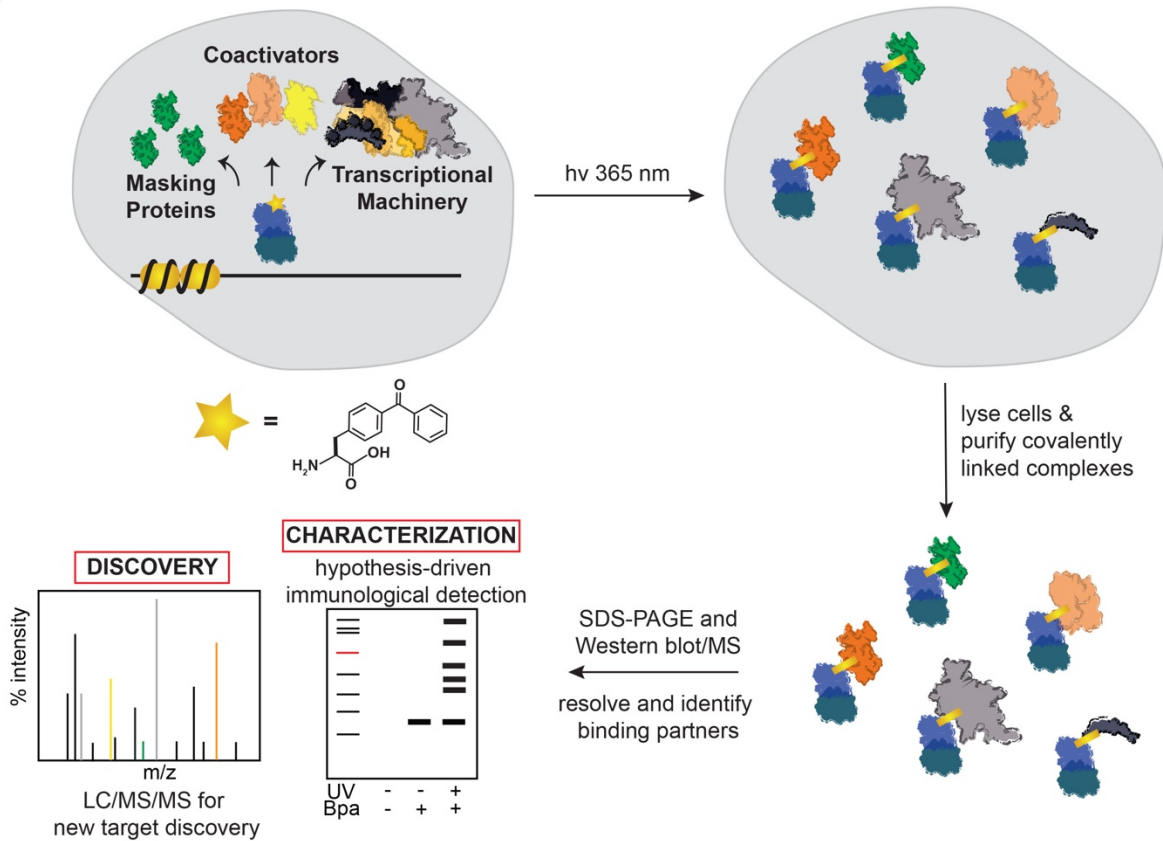 Coactivators
Masking
Proteins
Transcriptional
Machinery
hv 365 nm
=
O
H₂N
OH
O
lyse cells &
purify covalently
linked complexes
DISCOVERY
% intensity
m/z
LC/MS/MS for
new target discovery
CHARACTERIZATION
hypothesis-driven
immunological detection
UV - - +
Bpa - + +
SDS-PAGE and
Western blot/MS
resolve and identify
binding partners